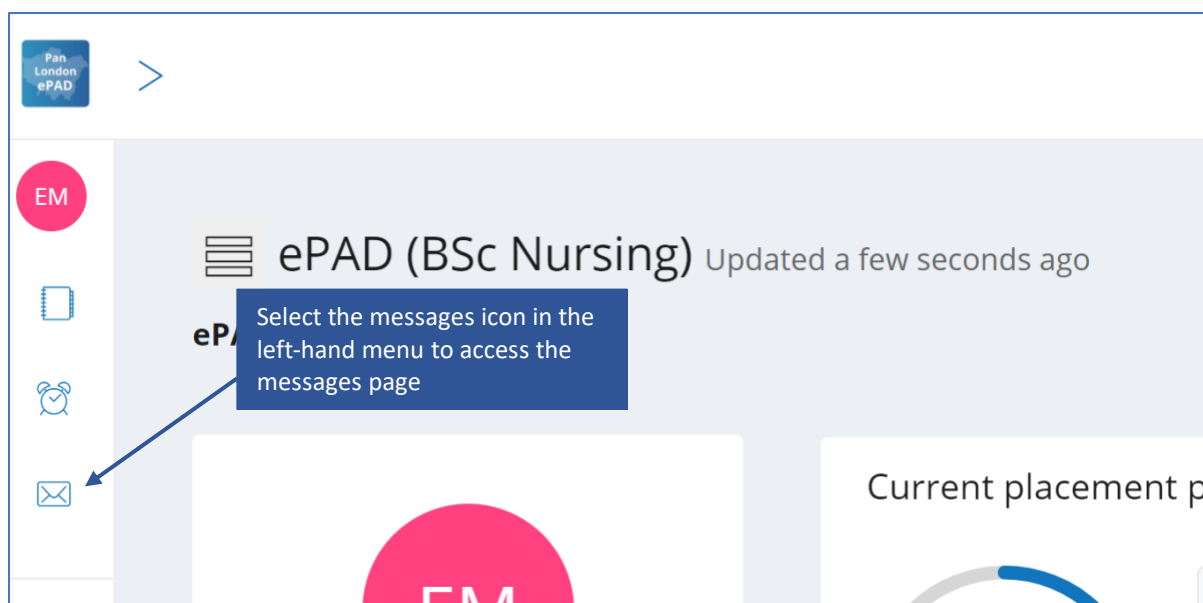 Pan
London
ePAD
EM
ePAD (BSc Nursing) Updated a few seconds ago
eP
Select the messages icon in the
left-hand menu to access the
messages page
Current placement p
EM